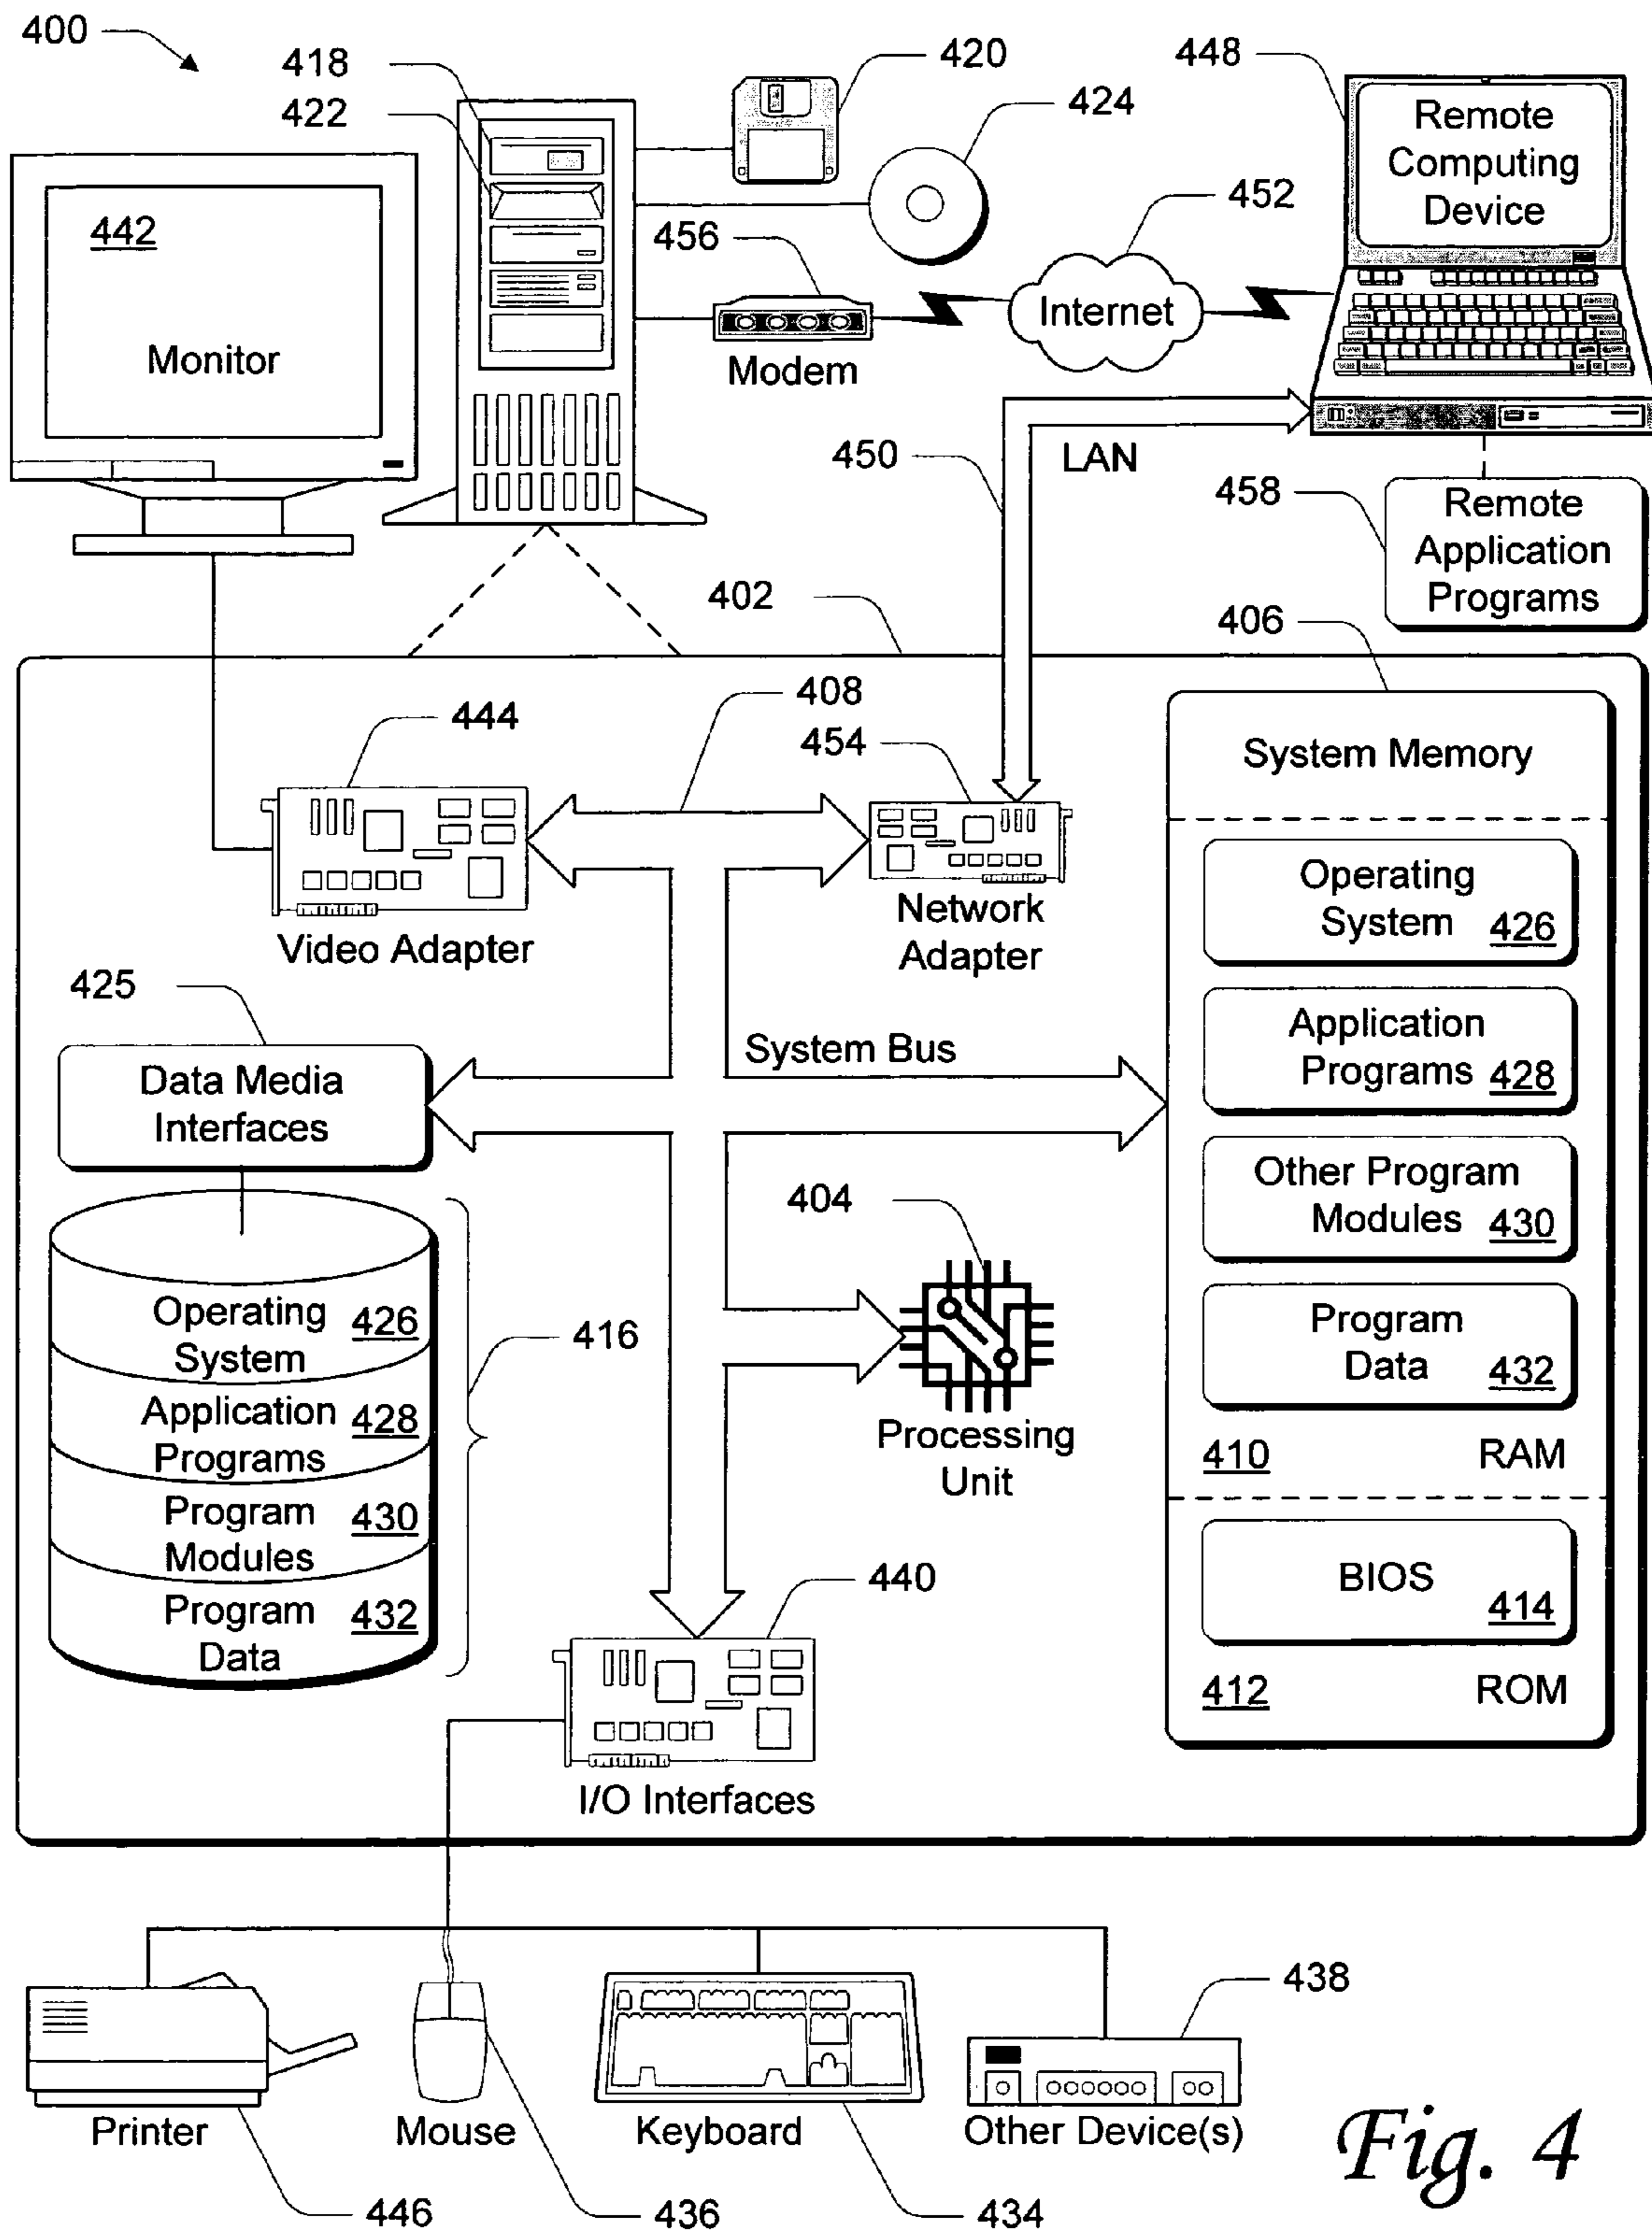 400
418
422
420
424
448
Remote
Computing
Device
442
Monitor
456
Modem
452
Internet
450
LAN
458
Remote
Application
Programs
402
406
408
444
454
Video Adapter
Network
Adapter
System Memory
Operating
System 426
Application
Programs 428
Other Program
Modules 430
Program
Data 432
410 RAM
BIOS
414
412 ROM
425
Data Media
Interfaces
System Bus
404
Processing
Unit
Operating
System 426
Application
Programs 428
Program
Modules 430
Program
Data 432
416
440
I/O Interfaces
438
Printer
Mouse
Keyboard
Other Device(s)
446
436
434
Fig. 4